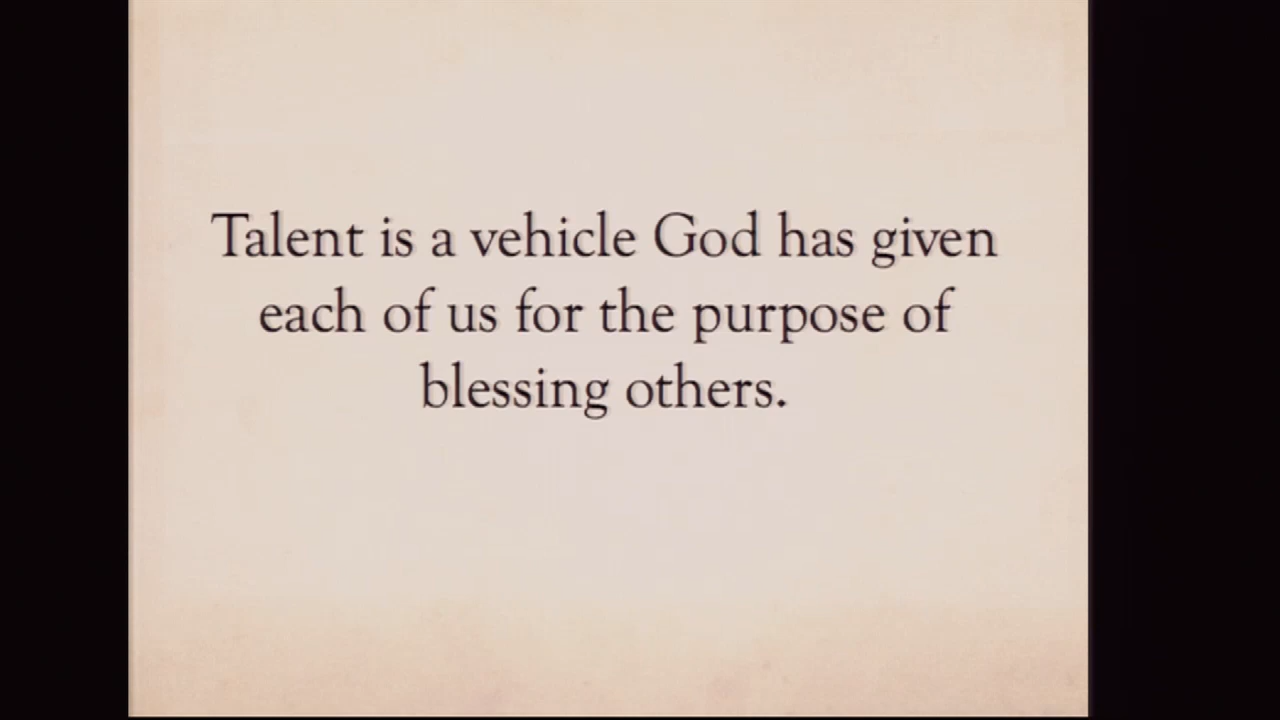 Talent is a vehicle God has given
each of us for the purpose of
blessing others.